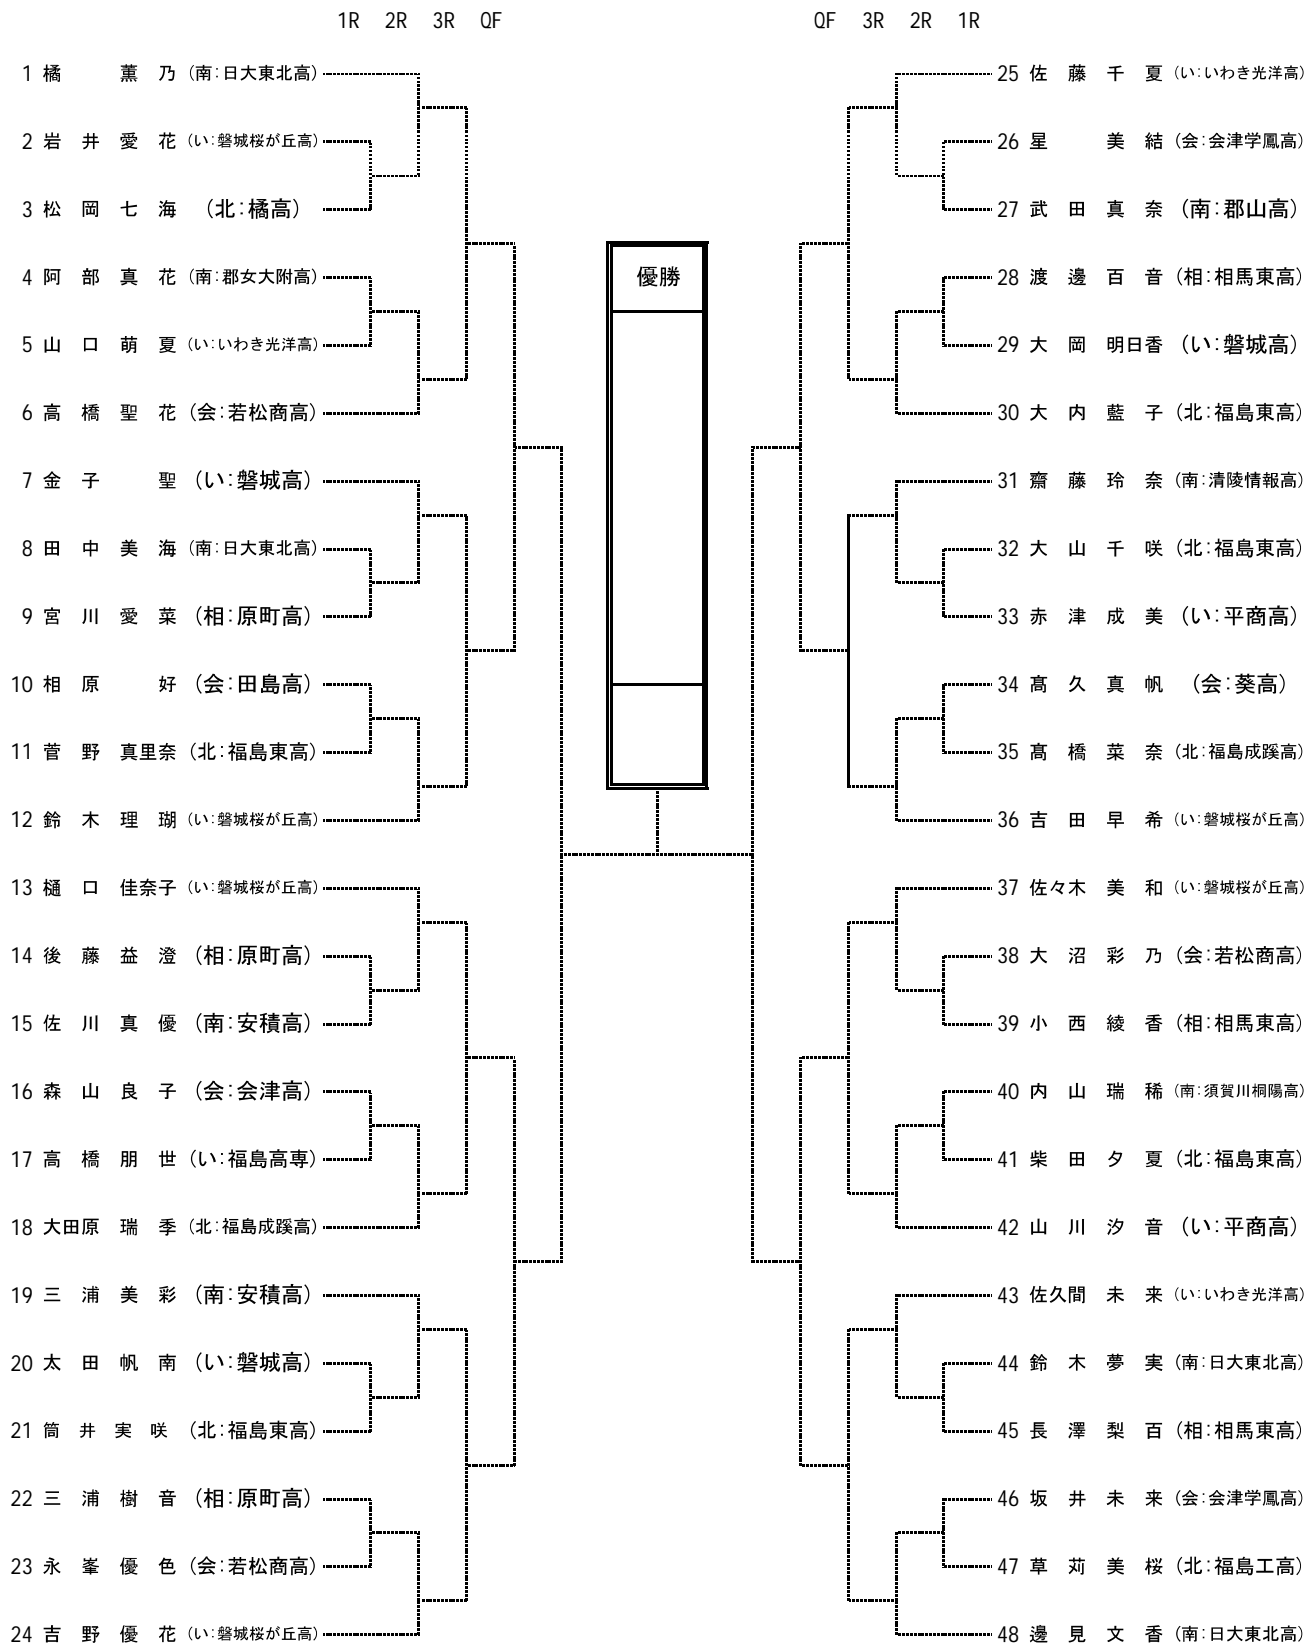 1R 2R 3R QF
QF 3R 2R 1R
1 橘 薫 乃 (南:日大東北高)
2 岩 井 愛 花 (い:磐城桜が丘高)
3 松 岡 七 海 (北:橘高)
4 阿 部 真 花 (南:郡女大附高)
5 山 口 萌 夏 (い:いわき光洋高)
6 高 橋 聖 花 (会:若松商高)
7 金 子 聖 (い:磐城高)
8 田 中 美 海 (南:日大東北高)
9 宮 川 愛 菜 (相:原町高)
10 相 原 好 (会:田島高)
11 菅 野 真里奈 (北:福島東高)
12 鈴 木 理 瑚 (い:磐城桜が丘高)
13 樋 口 佳奈子 (い:磐城桜が丘高)
14 後 藤 益 澄 (相:原町高)
15 佐 川 真 優 (南:安積高)
16 森 山 良 子 (会:会津高)
17 高 橋 朋 世 (い:福島高専)
18 大田原 瑞 季 (北:福島成蹊高)
19 三 浦 美 彩 (南:安積高)
20 太 田 帆 南 (い:磐城高)
21 筒 井 実 咲 (北:福島東高)
22 三 浦 樹 音 (相:原町高)
23 永 峯 優 色 (会:若松商高)
24 吉 野 優 花 (い:磐城桜が丘高)
優勝
25 佐 藤 千 夏 (い:いわき光洋高)
26 星 美 結 (会:会津学鳳高)
27 武 田 真 奈 (南:郡山高)
28 渡 邊 百 音 (相:相馬東高)
29 大 岡 明日香 (い:磐城高)
30 大 内 藍 子 (北:福島東高)
31 齋 藤 玲 奈 (南:清陵情報高)
32 大 山 千 咲 (北:福島東高)
33 赤 津 成 美 (い:平商高)
34 髙 久 真 帆 (会:葵高)
35 髙 橋 菜 奈 (北:福島成蹊高)
36 吉 田 早 希 (い:磐城桜が丘高)
37 佐々木 美 和 (い:磐城桜が丘高)
38 大 沼 彩 乃 (会:若松商高)
39 小 西 綾 香 (相:相馬東高)
40 内 山 瑞 稀 (南:須賀川桐陽高)
41 柴 田 夕 夏 (北:福島東高)
42 山 川 汐 音 (い:平商高)
43 佐久間 未 来 (い:いわき光洋高)
44 鈴 木 夢 実 (南:日大東北高)
45 長 澤 梨 百 (相:相馬東高)
46 坂 井 未 来 (会:会津学鳳高)
47 草 苅 美 桜 (北:福島工高)
48 邊 見 文 香 (南:日大東北高)